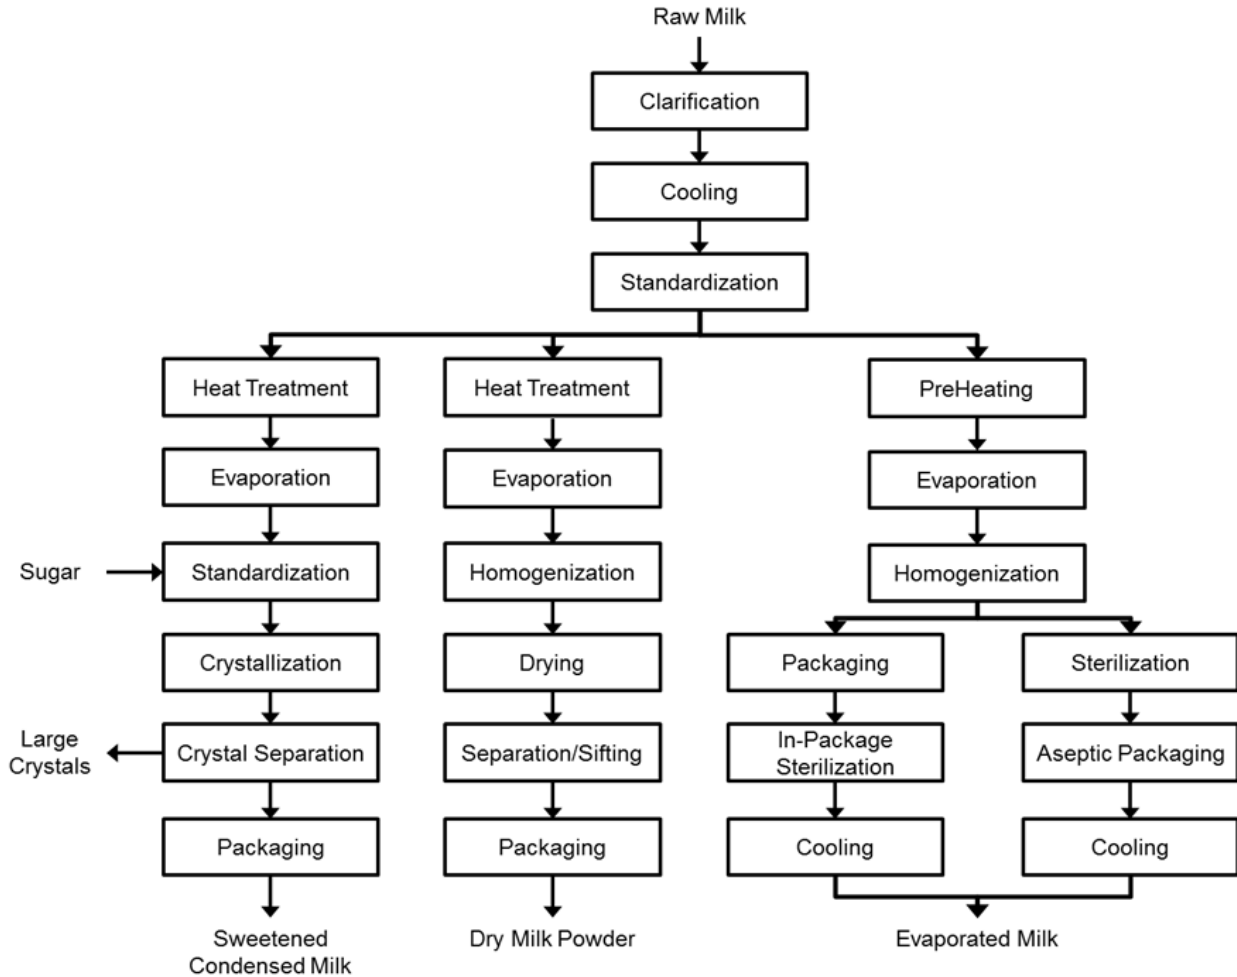 Raw Milk
Clarification
Cooling
Standardization
Heat Treatment
Heat Treatment
PreHeating
Evaporation
Evaporation
Evaporation
Sugar
Standardization
Homogenization
Homogenization
Crystallization
Drying
Packaging
Sterilization
Large
Crystals
Crystal Separation
Separation/Sifting
In-Package
Sterilization
Aseptic Packaging
Packaging
Packaging
Cooling
Cooling
Sweetened
Condensed Milk
Dry Milk Powder
Evaporated Milk